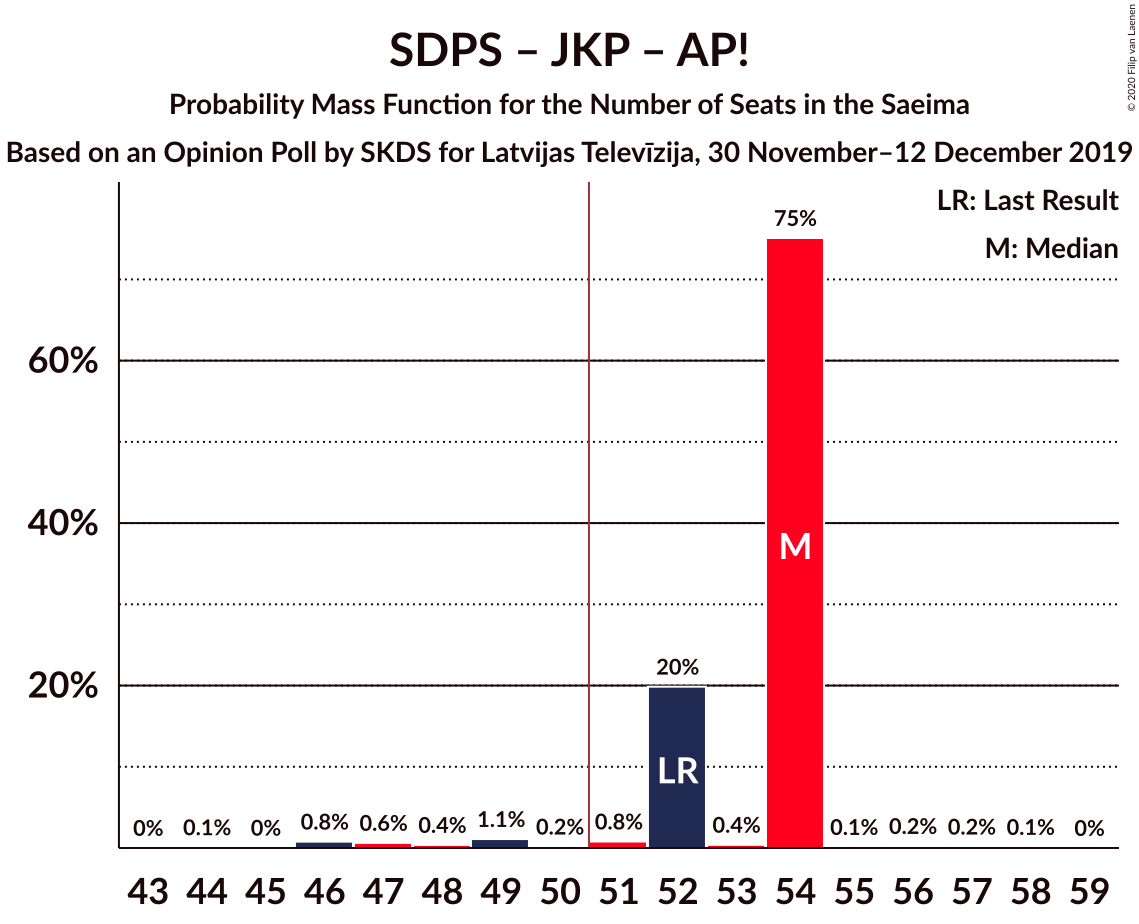 SDPS – JKP – AP!
Probability Mass Function for the Number of Seats in the Saeima
Based on an Opinion Poll by SKDS for Latvijas Televīzija, 30 November–12 December 2019
© 2020 Filip van Laenen
LR: Last Result
M: Median
60%
40%
20%
0% 0.1% 0% 0.8% 0.6% 0.4% 1.1% 0.2% 0.8% 20% 0.4% 75% 0.1% 0.2% 0.2% 0.1% 0%
LR
M
43 44 45 46 47 48 49 50 51 52 53 54 55 56 57 58 59